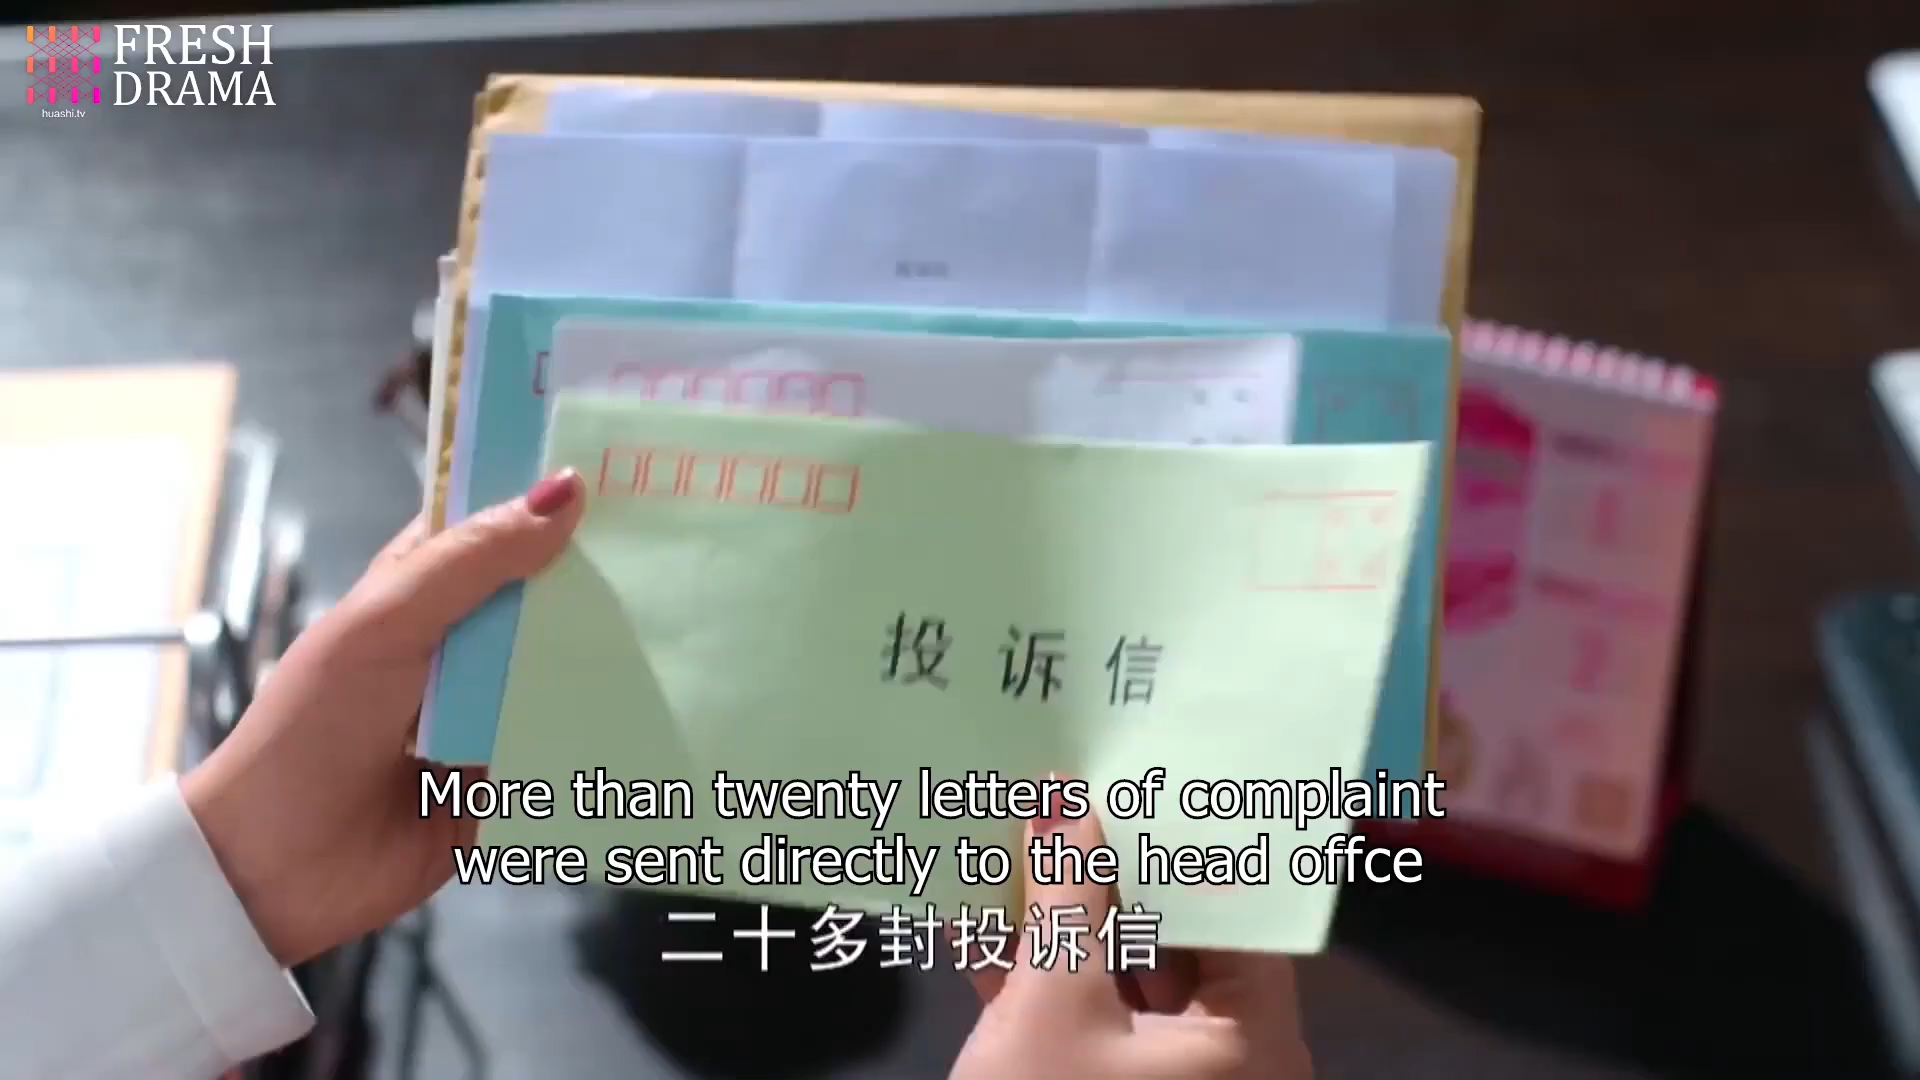 FRESH
DRAMA
huashi.tv
投诉信
More than twenty letters of complaint
were sent directly to the head offce
二十多封投诉信